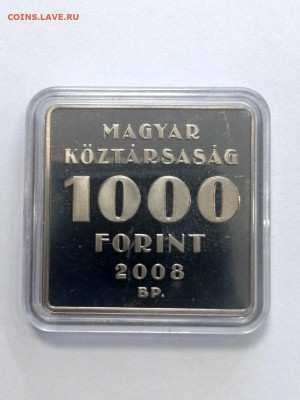 COINS.LAVE.RU
MAGYAR
KÖZTÁRSASÁG
1000
FORINT
2008
BP.